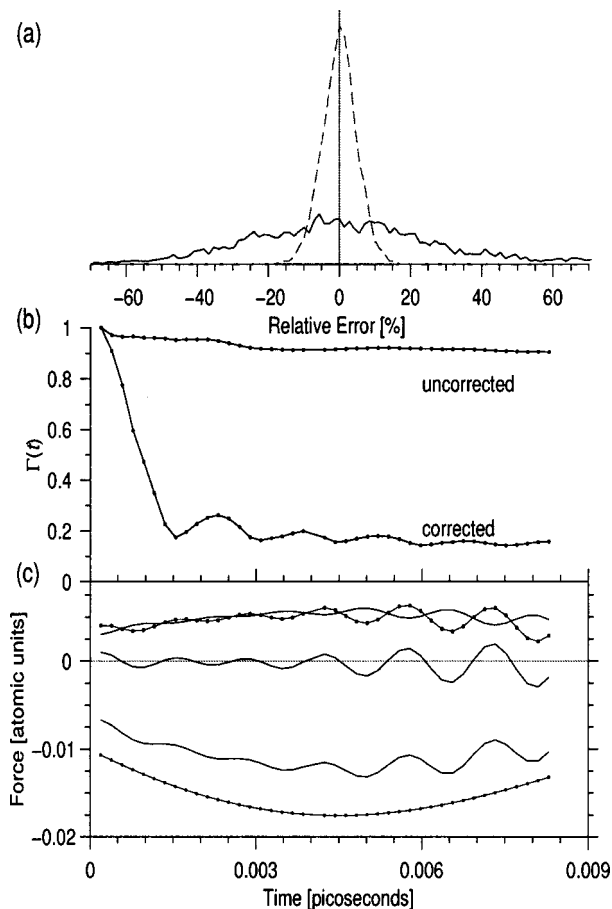 (a)
−60 −40 −20 0 20 40 60
Relative Error [%]
(b)
1
0.8
0.6
0.4
0.2
0
Γ(t)
uncorrected
corrected
(c)
0
−0.01
−0.02
Force [atomic units]
0 0.003 0.006 0.009
Time [picoseconds]